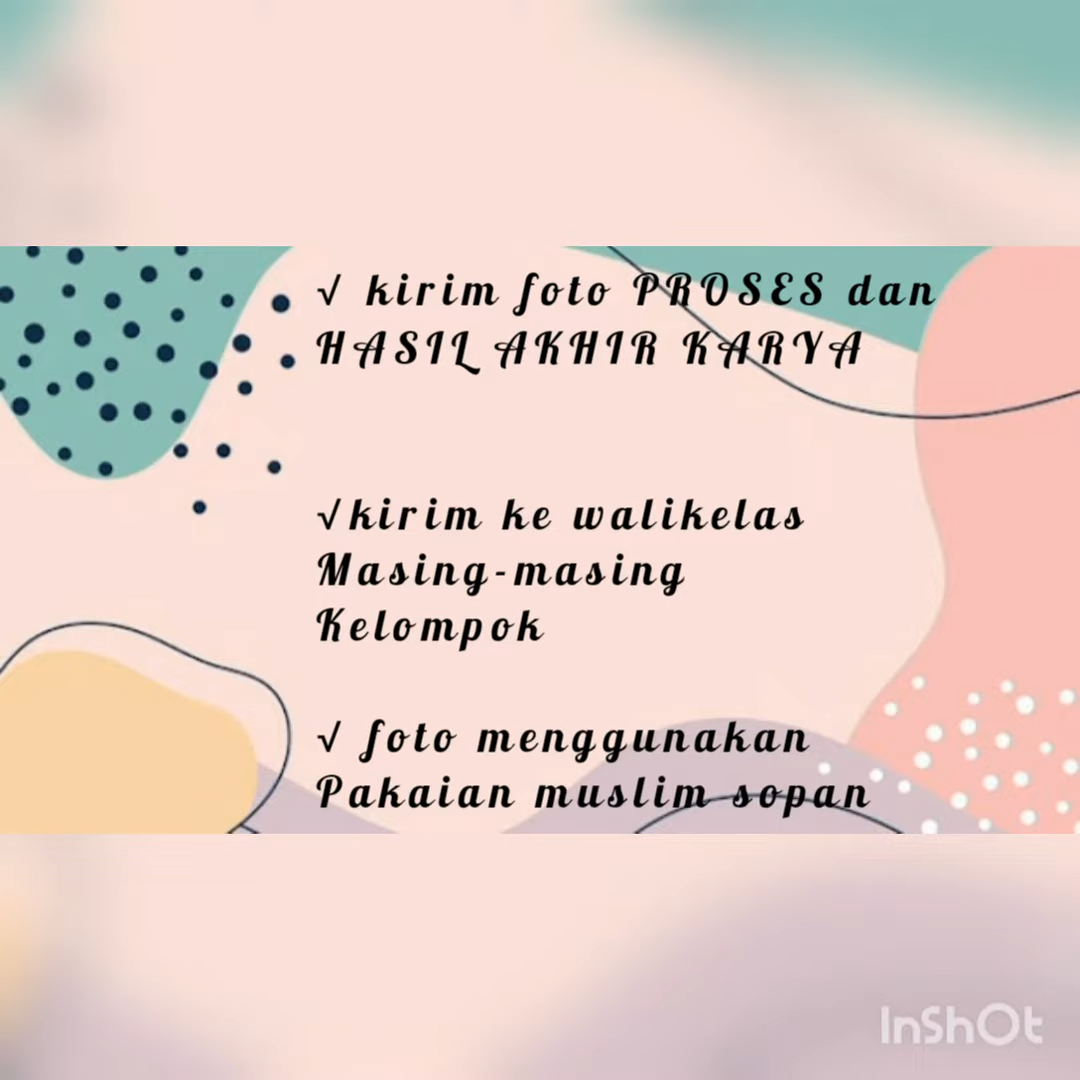 √ kirim foto PROSES dan
HASIL AKHIR KARYA
√kirim ke walikelas
Masing-masing
Kelompok
√ foto menggunakan
Pakaian muslim sopan
InShOt